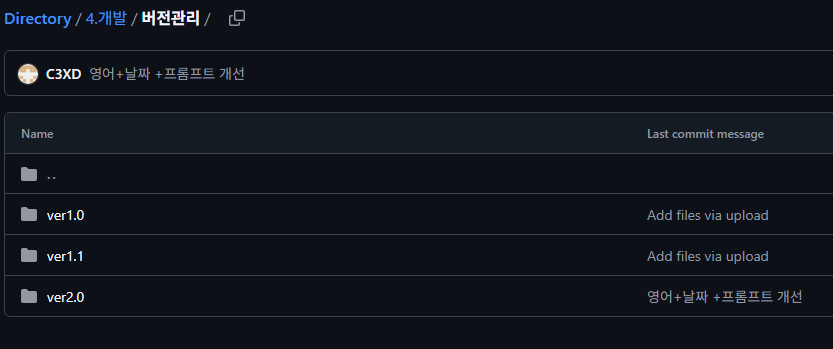 Directory / 4.개발 / 버전관리 /
C3XD 영어+날짜 +프롬프트 개선
Name Last commit message
..
ver1.0 Add files via upload
ver1.1 Add files via upload
ver2.0 영어+날짜 +프롬프트 개선